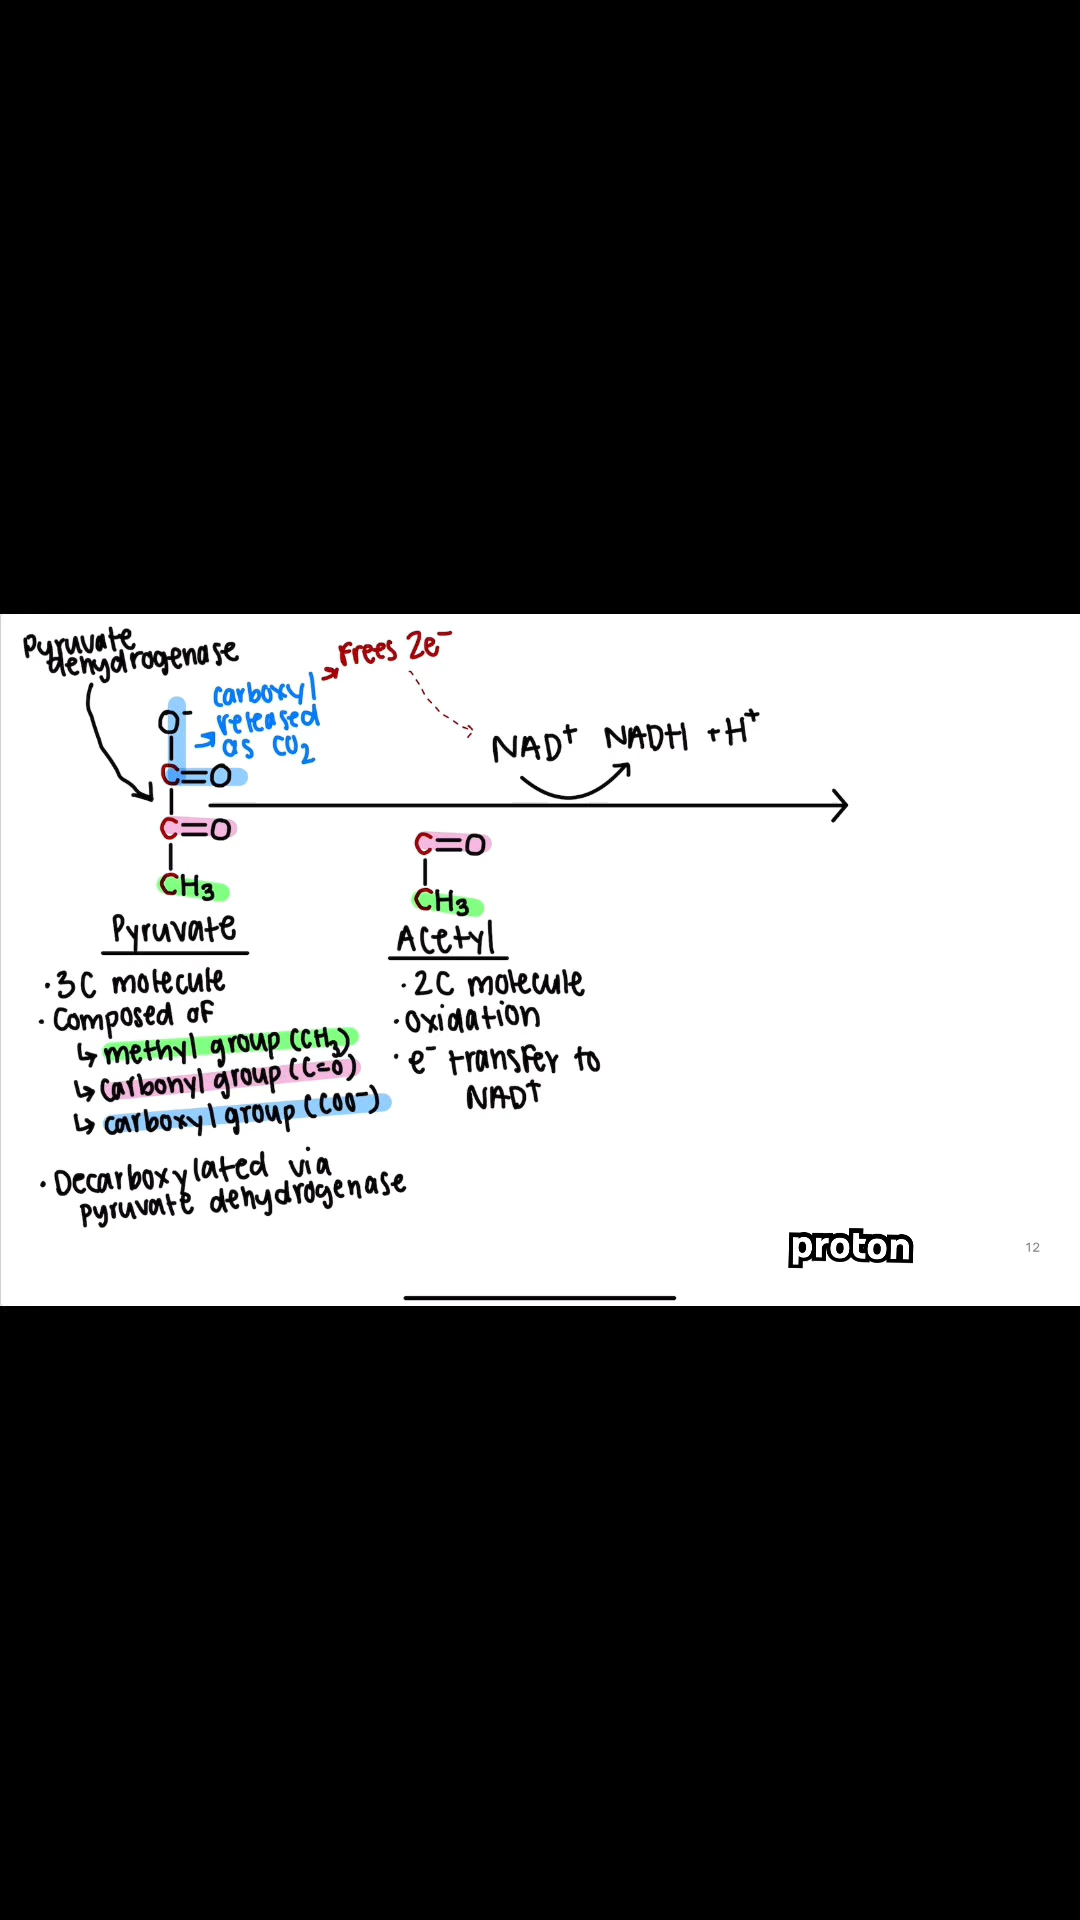 Pyruvate
dehydrogenase
Frees 2e⁻
carboxyl
released
as CO₂
O⁻
C=O
C=O
CH₃
NAD⁺ NADH + H⁺
C=O
CH₃
Pyruvate
· 3C molecule
· Composed of
↳ methyl group (CH₃)
↳ carbonyl group (C=O)
↳ carboxyl group (COO⁻)
· Decarboxylated via
pyruvate dehydrogenase
Acetyl
· 2C molecule
· oxidation
· e⁻ transfer to
NAD⁺
proton
12